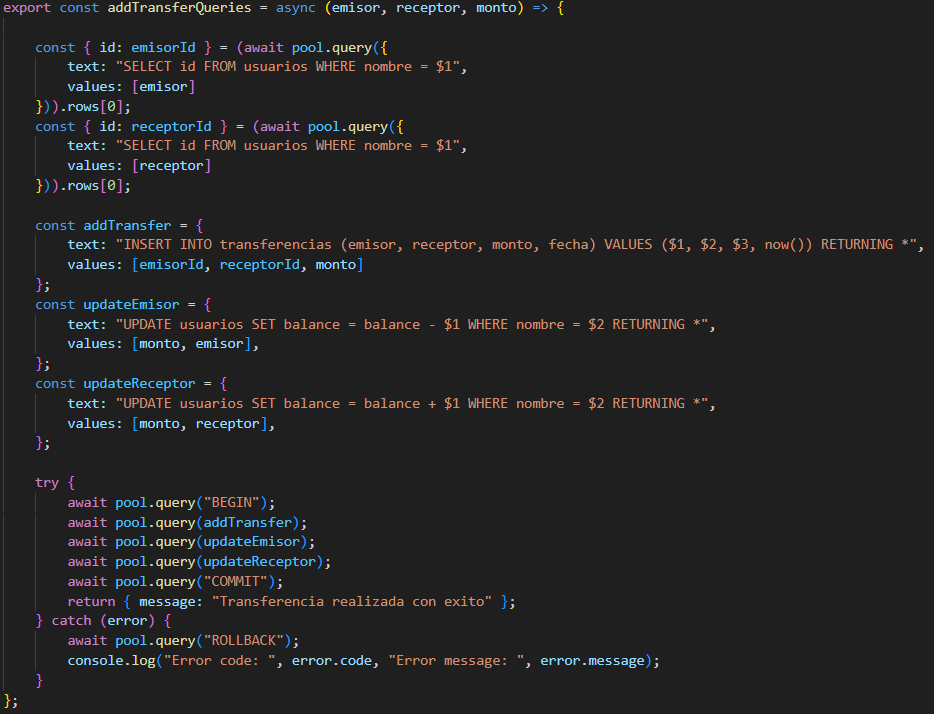 export const addTransferQueries = async (emisor, receptor, monto) => {
    const { id: emisorId } = (await pool.query({
        text: "SELECT id FROM usuarios WHERE nombre = $1",
        values: [emisor]
    })).rows[0];
    const { id: receptorId } = (await pool.query({
        text: "SELECT id FROM usuarios WHERE nombre = $1",
        values: [receptor]
    })).rows[0];
    const addTransfer = {
        text: "INSERT INTO transferencias (emisor, receptor, monto, fecha) VALUES ($1, $2, $3, now()) RETURNING *",
        values: [emisorId, receptorId, monto]
    };
    const updateEmisor = {
        text: "UPDATE usuarios SET balance = balance - $1 WHERE nombre = $2 RETURNING *",
        values: [monto, emisor],
    };
    const updateReceptor = {
        text: "UPDATE usuarios SET balance = balance + $1 WHERE nombre = $2 RETURNING *",
        values: [monto, receptor],
    };
    try {
        await pool.query("BEGIN");
        await pool.query(addTransfer);
        await pool.query(updateEmisor);
        await pool.query(updateReceptor);
        await pool.query("COMMIT");
        return { message: "Transferencia realizada con exito" };
    } catch (error) {
        await pool.query("ROLLBACK");
        console.log("Error code: ", error.code, "Error message: ", error.message);
    }
};